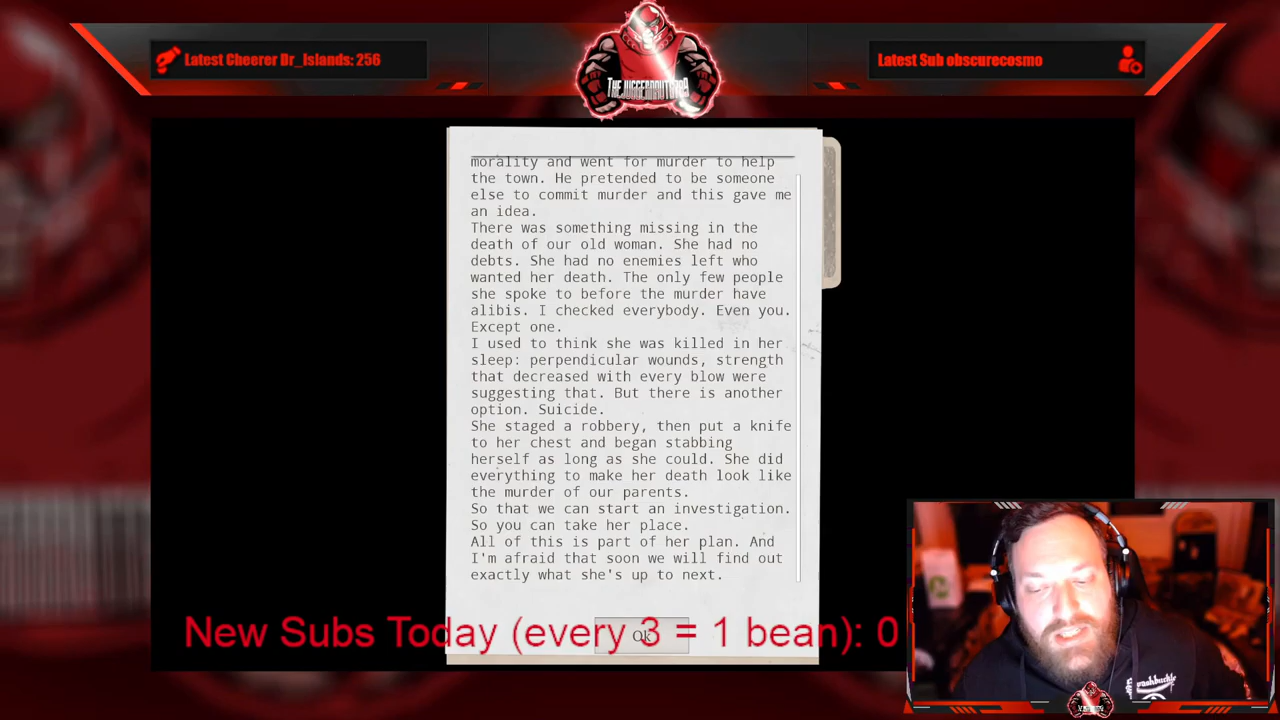 Latest Cheerer Dr_Islands: 256
Latest Sub obscurecosmo
morality and went for murder to help
the town. He pretended to be someone
else to commit murder and this gave me
an idea.
There was something missing in the
death of our old woman. She had no
debts. She had no enemies left who
wanted her death. The only few people
she spoke to before the murder have
alibis. I checked everybody. Even you.
Except one.
I used to think she was killed in her
sleep: perpendicular wounds, strength
that decreased with every blow were
suggesting that. But there is another
option. Suicide.
She staged a robbery, then put a knife
to her chest and began stabbing
herself as long as she could. She did
everything to make her death look like
the murder of our parents.
So that we can start an investigation.
So you can take her place.
All of this is part of her plan. And
I'm afraid that soon we will find out
exactly what she's up to next.
Ok
New Subs Today (every 3 = 1 bean): 0